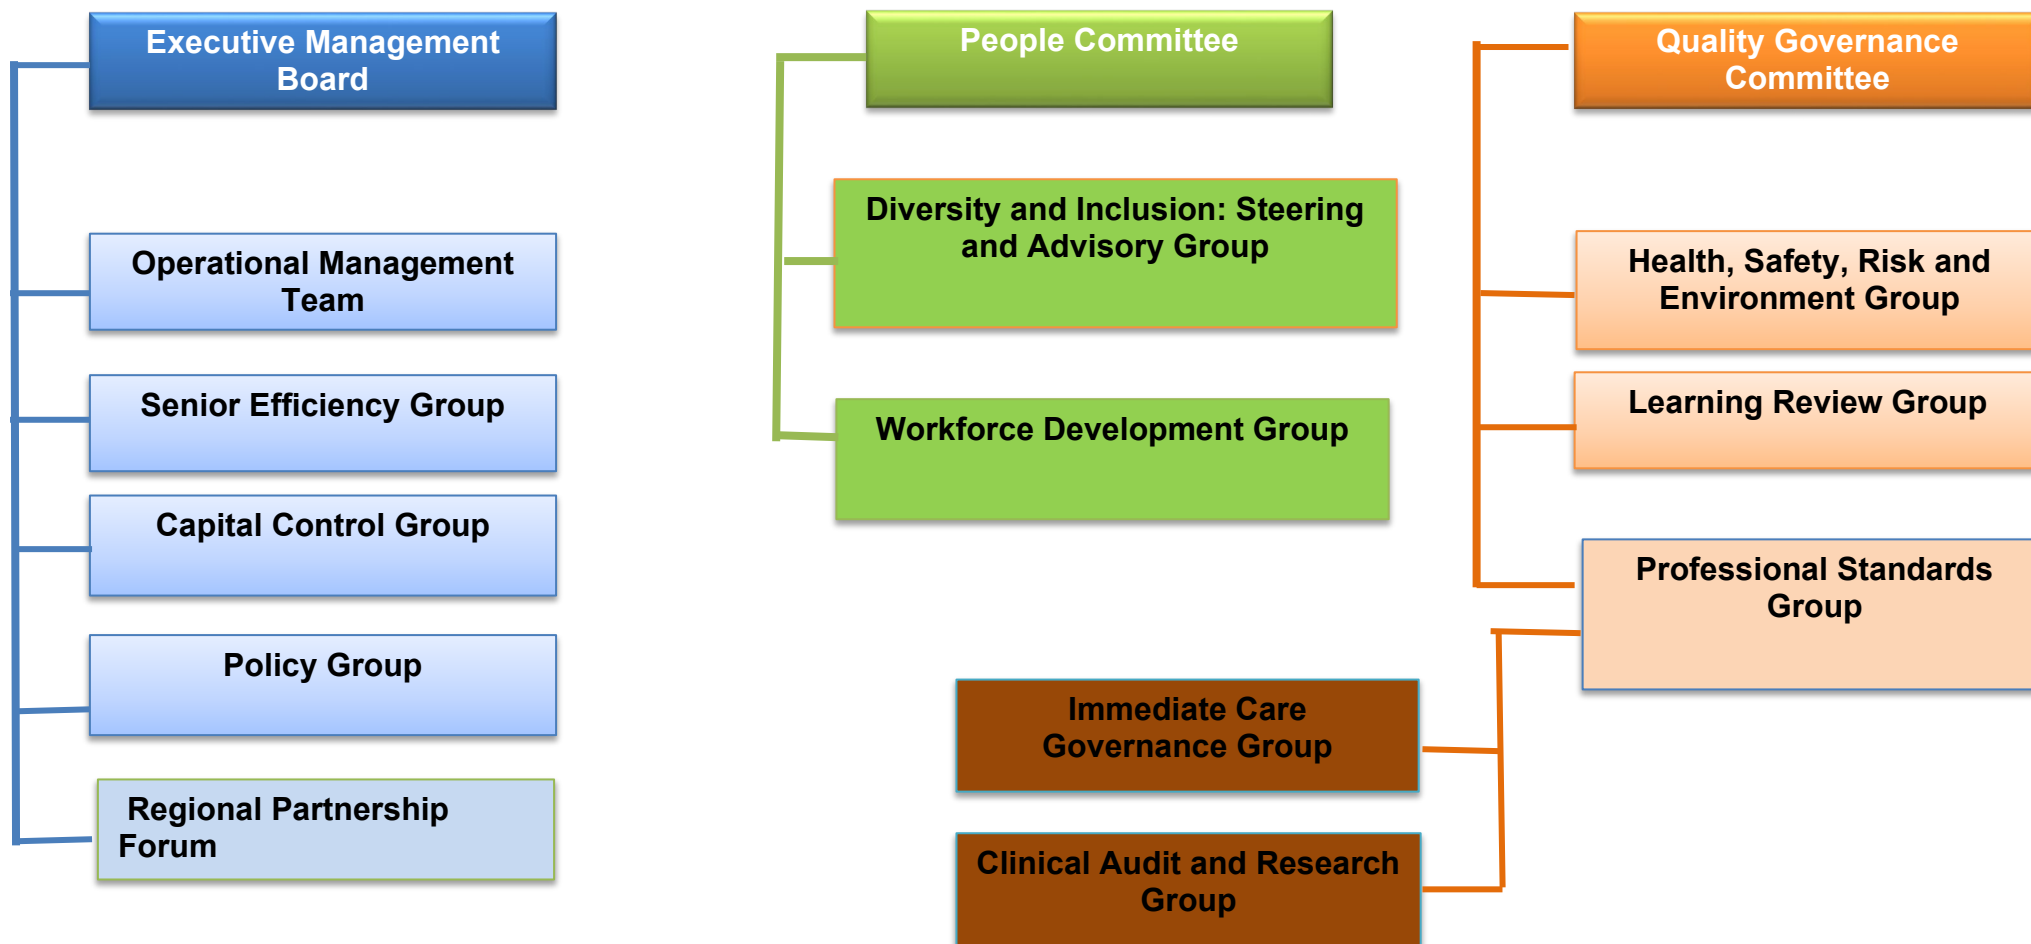 Executive Management
Board
People Committee
Quality Governance
Committee
Operational Management
Team
Diversity and Inclusion: Steering
and Advisory Group
Health, Safety, Risk and
Environment Group
Senior Efficiency Group
Workforce Development Group
Learning Review Group
Capital Control Group
Professional Standards
Group
Policy Group
Immediate Care
Governance Group
Regional Partnership
Forum
Clinical Audit and Research
Group